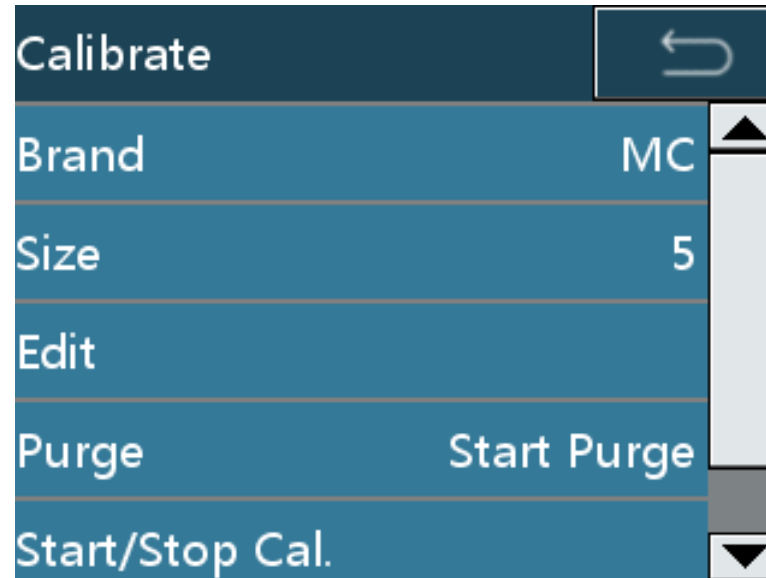 Calibrate
Brand MC
Size 5
Edit
Purge Start Purge
Start/Stop Cal.